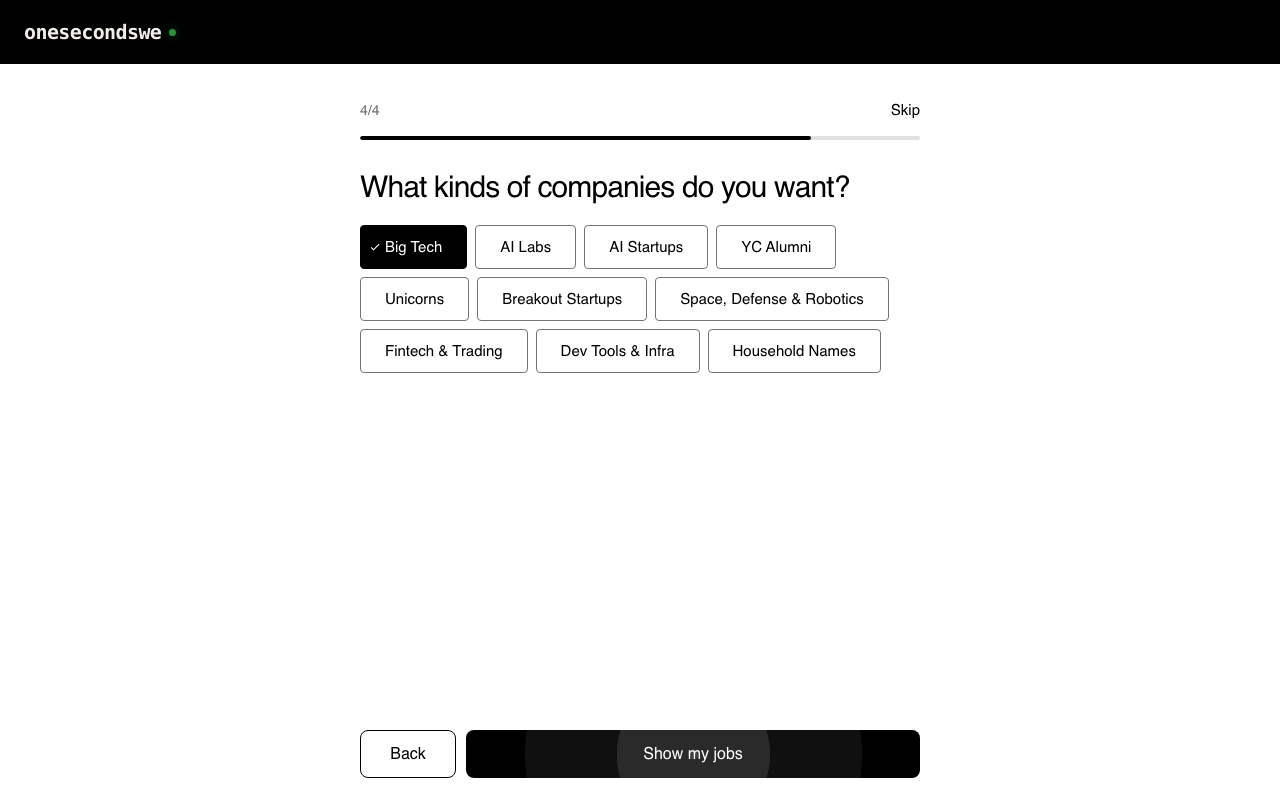 onesecondswe
4/4 Skip
What kinds of companies do you want?
✓ Big Tech AI Labs AI Startups YC Alumni
Unicorns Breakout Startups Space, Defense & Robotics
Fintech & Trading Dev Tools & Infra Household Names
Back Show my jobs